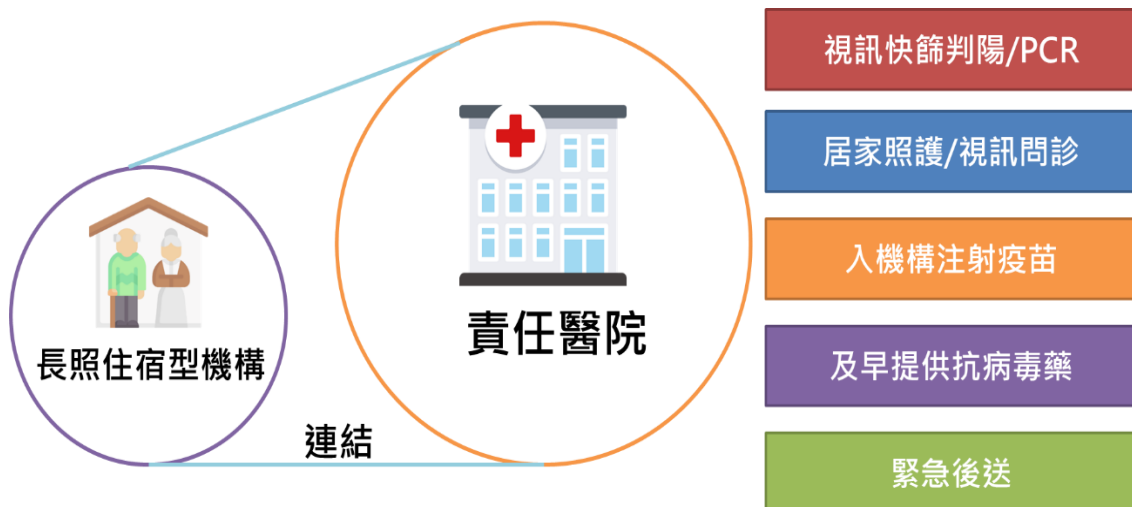 長照住宿型機構
連結
責任醫院
視訊快篩判陽/PCR
居家照護/視訊問診
入機構注射疫苗
及早提供抗病毒藥
緊急後送